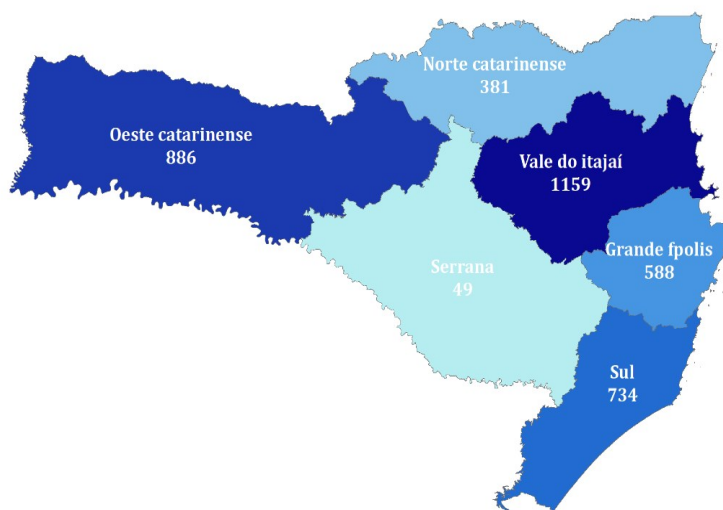 Norte catarinense
381
Oeste catarinense
886
Vale do itajaí
1159
Grande fpolis
588
Serrana
49
Sul
734